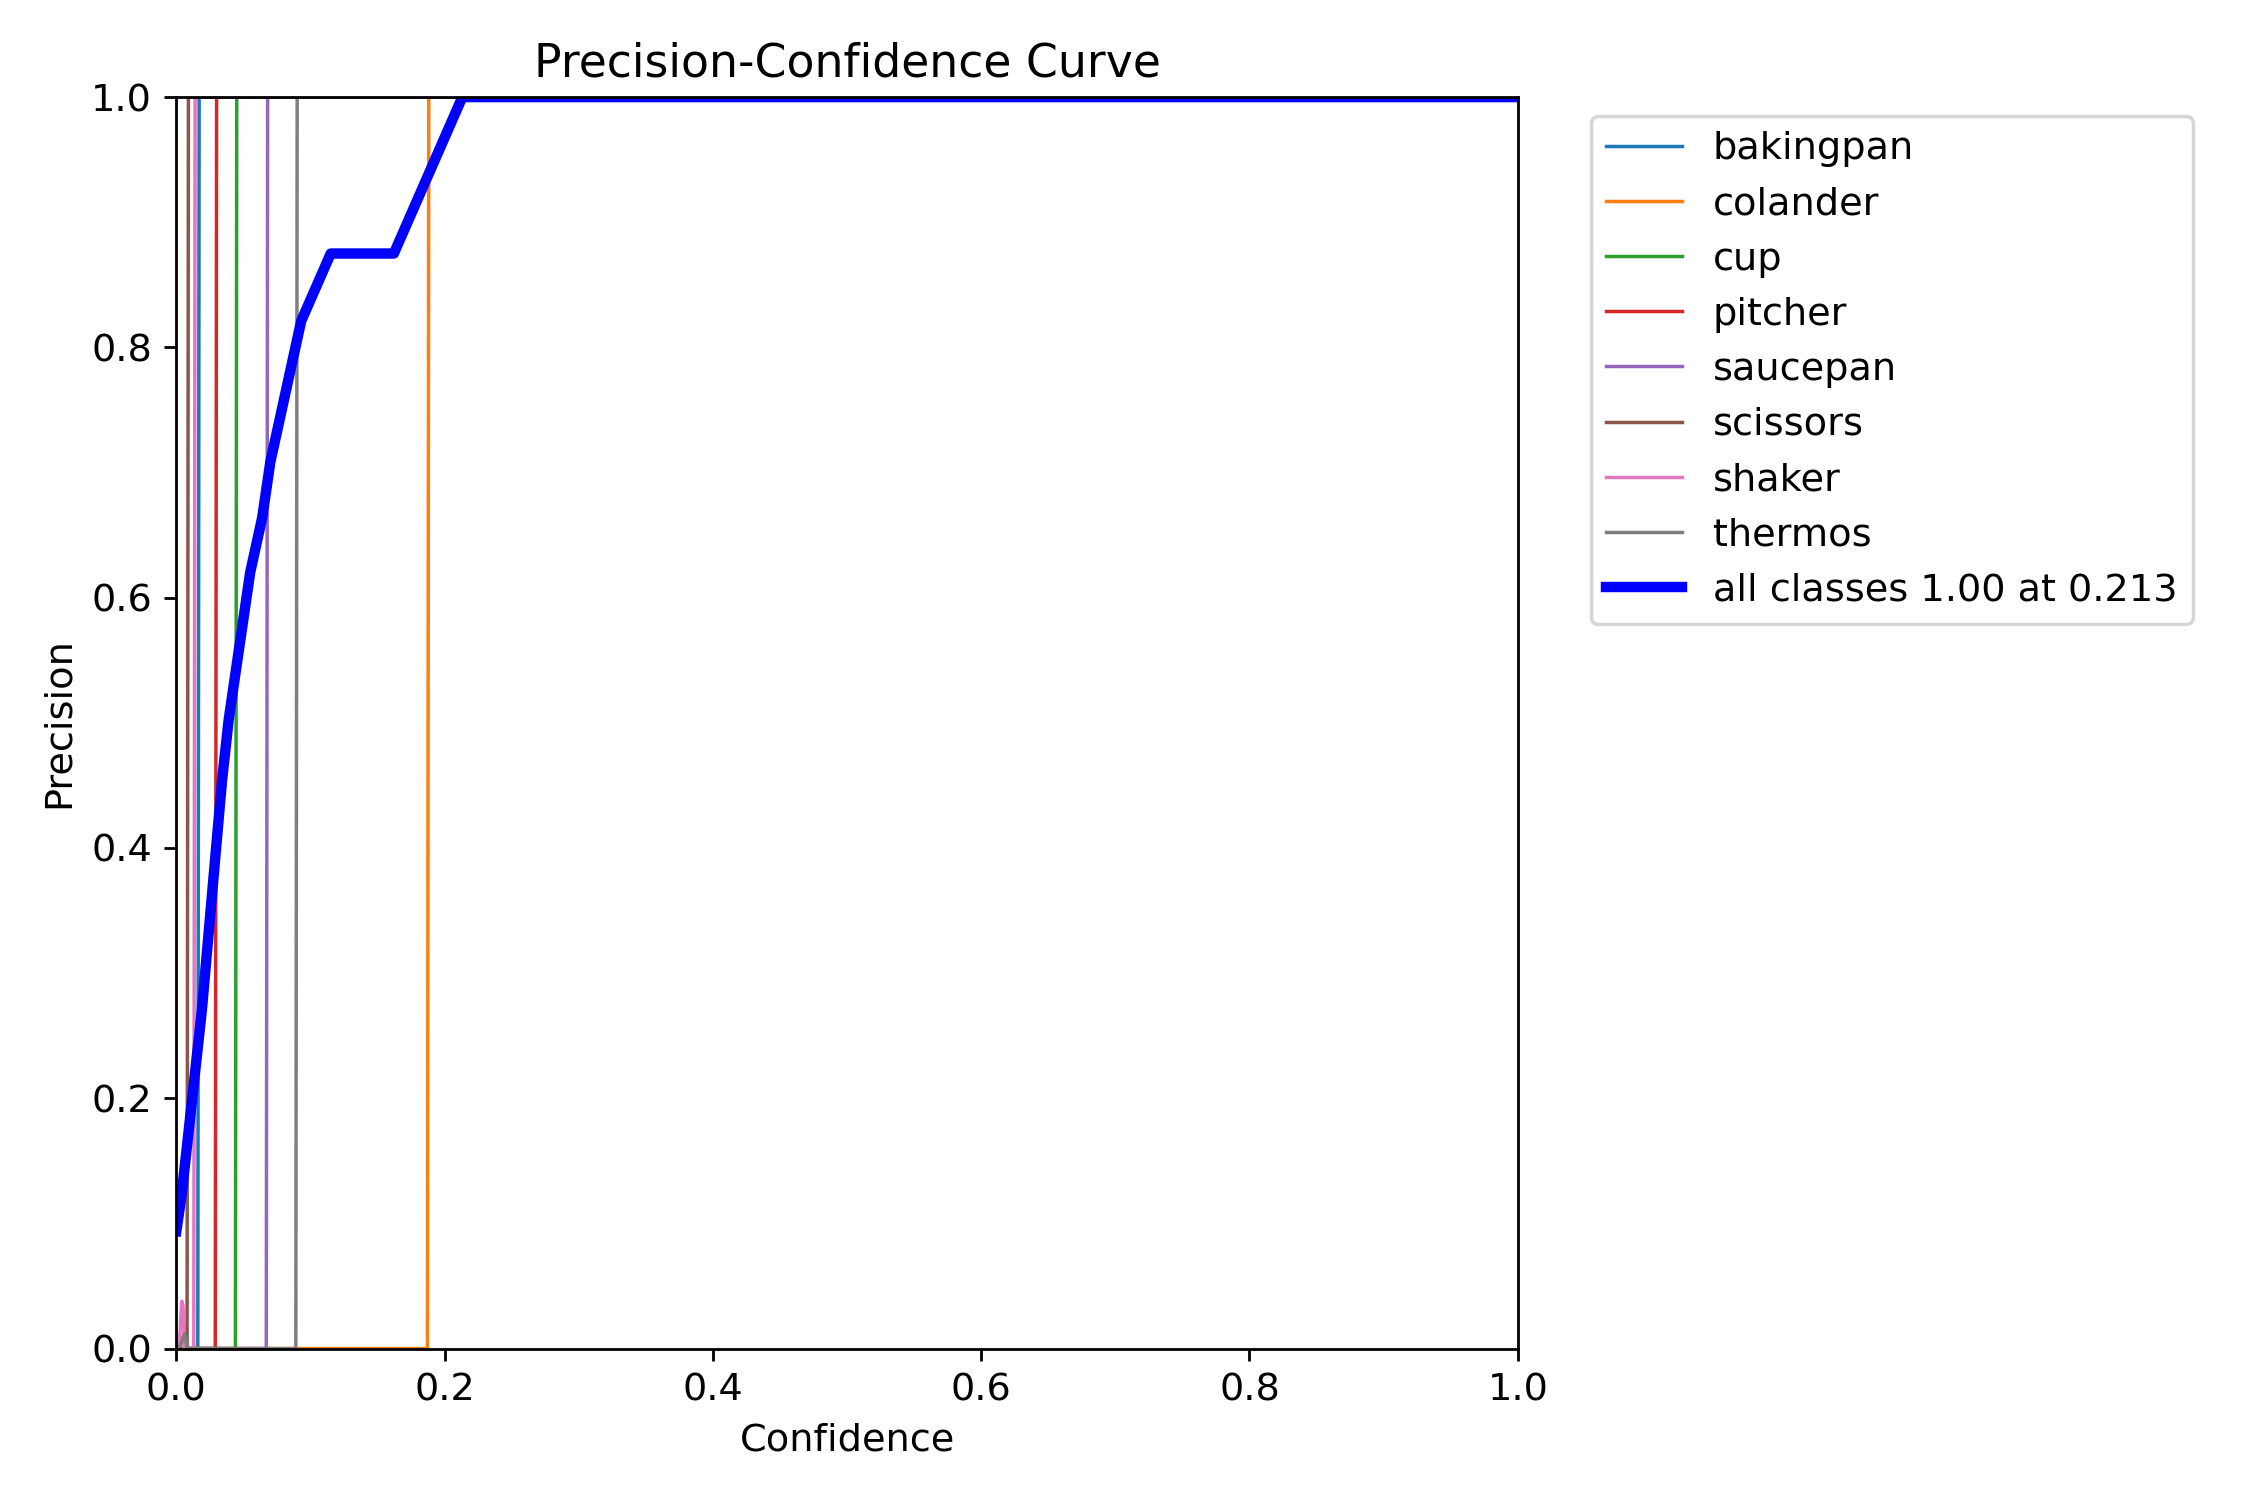 Precision-Confidence Curve
1.0
0.8
0.6
0.4
0.2
0.0
Precision
0.0 0.2 0.4 0.6 0.8 1.0
Confidence
bakingpan
colander
cup
pitcher
saucepan
scissors
shaker
thermos
all classes 1.00 at 0.213